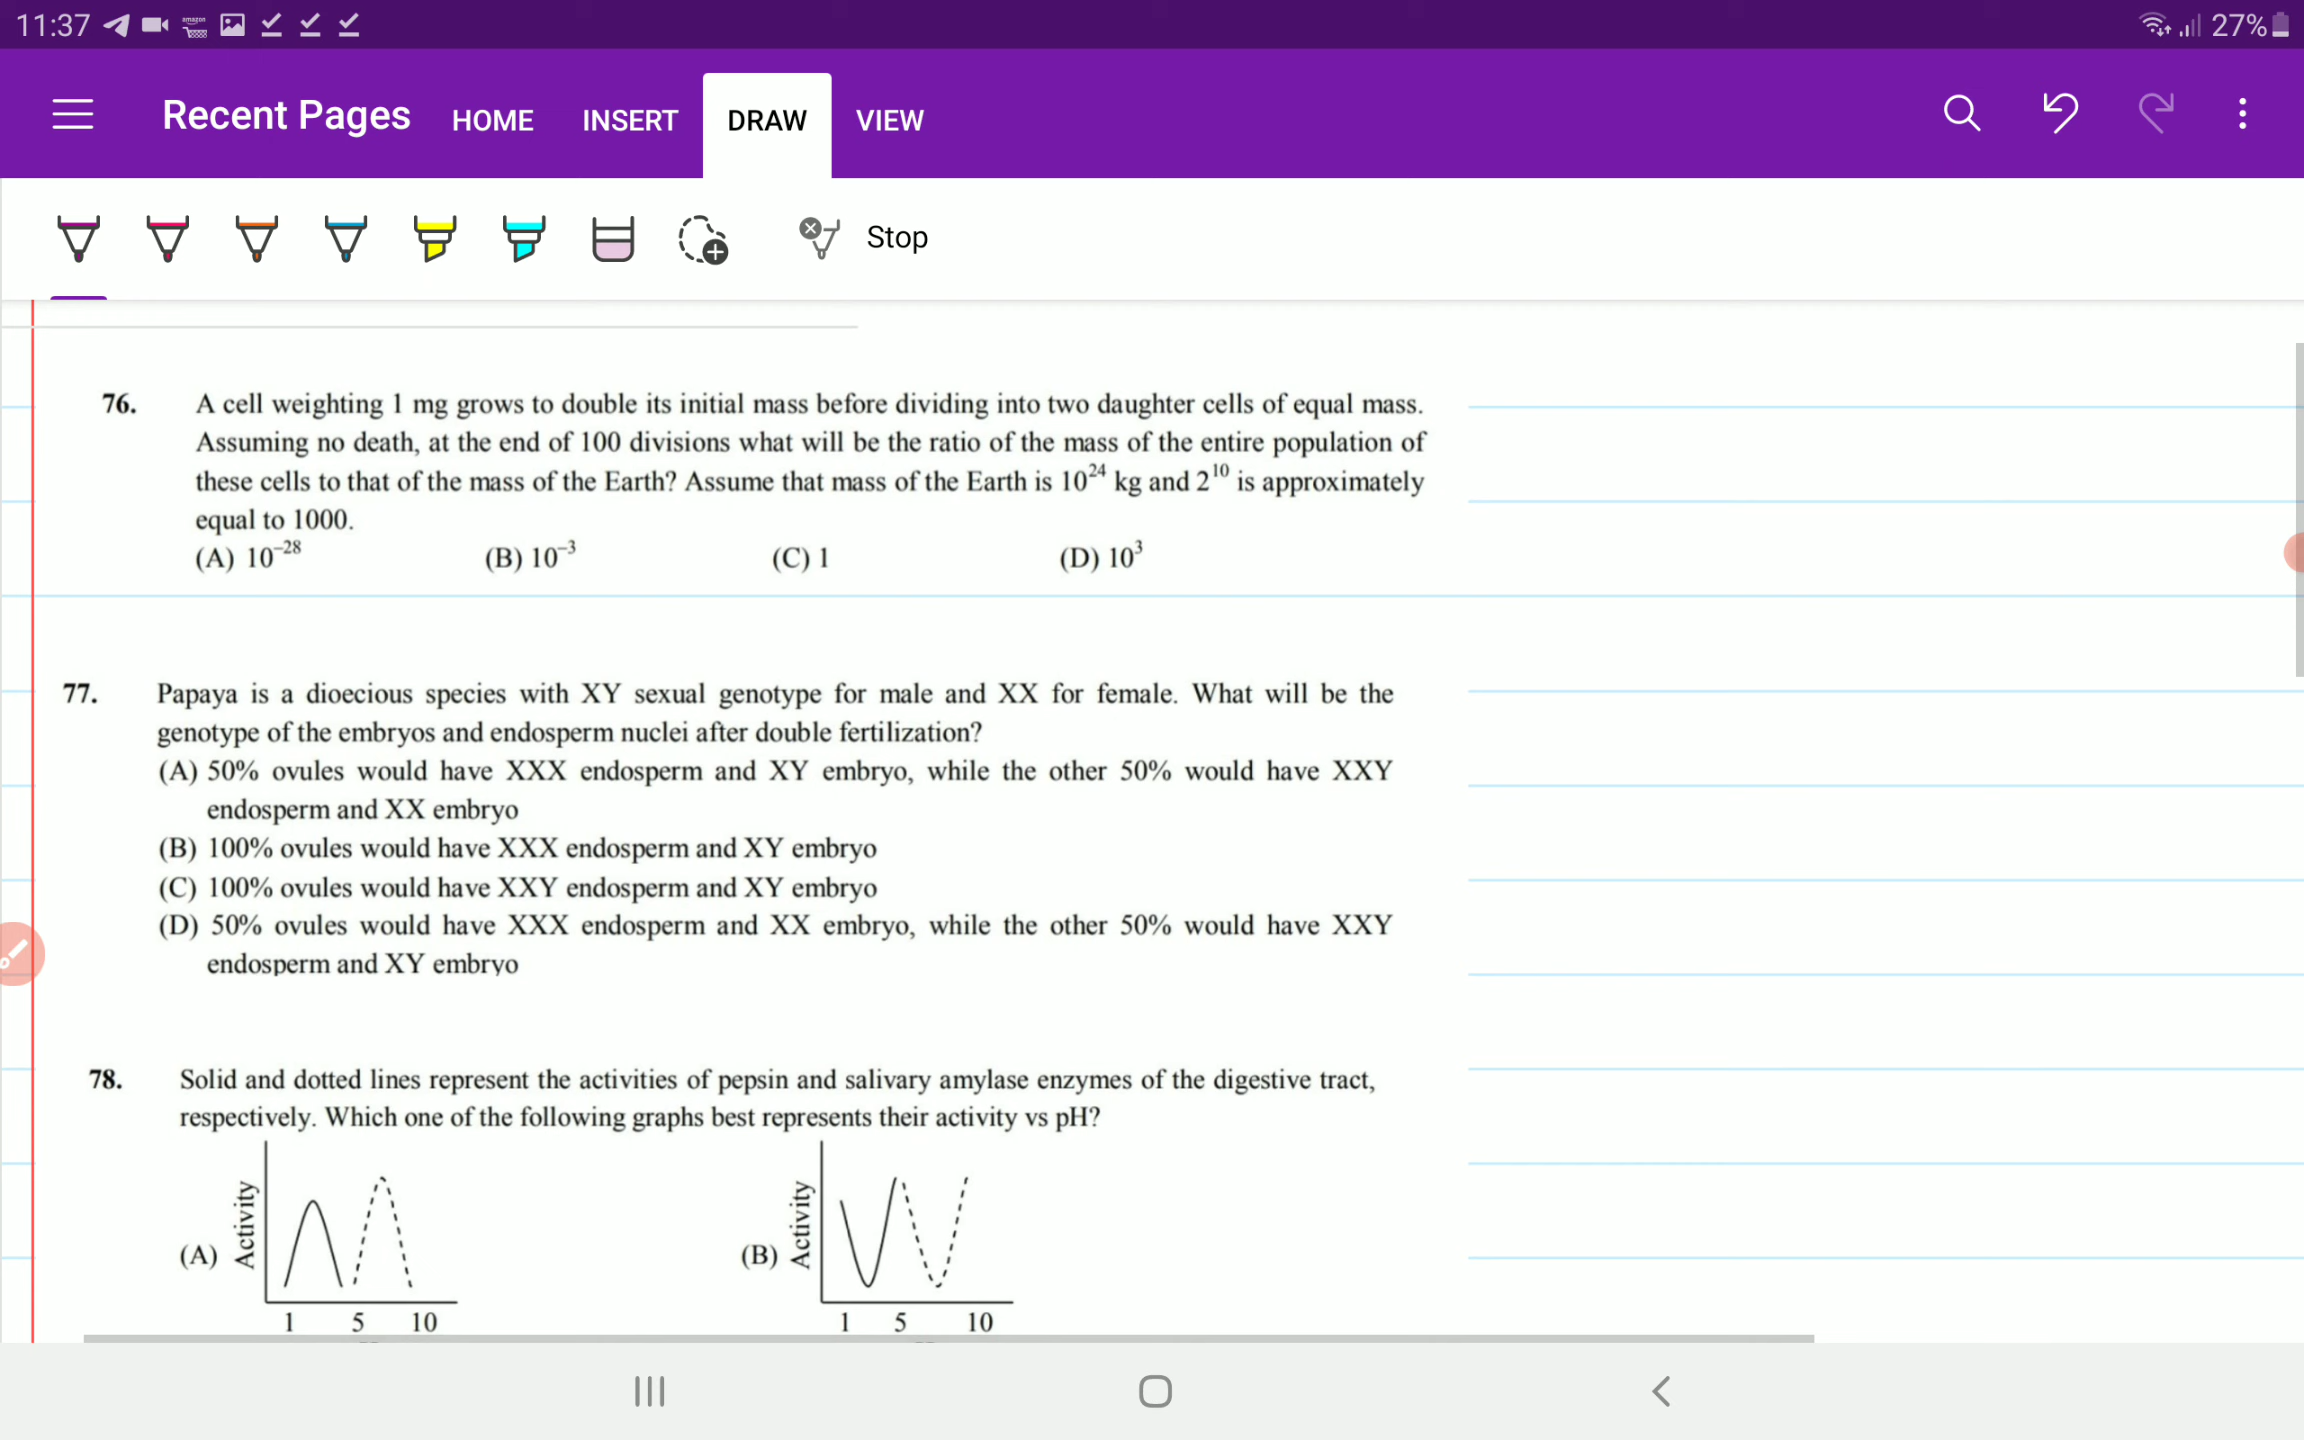 11:37 amazon 27%
Recent Pages HOME INSERT DRAW VIEW
Stop
76. A cell weighting 1 mg grows to double its initial mass before dividing into two daughter cells of equal mass.
Assuming no death, at the end of 100 divisions what will be the ratio of the mass of the entire population of
these cells to that of the mass of the Earth? Assume that mass of the Earth is 10²⁴ kg and 2¹⁰ is approximately
equal to 1000.
(A) 10⁻²⁸ (B) 10⁻³ (C) 1 (D) 10³
77. Papaya is a dioecious species with XY sexual genotype for male and XX for female. What will be the
genotype of the embryos and endosperm nuclei after double fertilization?
(A) 50% ovules would have XXX endosperm and XY embryo, while the other 50% would have XXY
endosperm and XX embryo
(B) 100% ovules would have XXX endosperm and XY embryo
(C) 100% ovules would have XXY endosperm and XY embryo
(D) 50% ovules would have XXX endosperm and XX embryo, while the other 50% would have XXY
endosperm and XY embryo
78. Solid and dotted lines represent the activities of pepsin and salivary amylase enzymes of the digestive tract,
respectively. Which one of the following graphs best represents their activity vs pH?
(A) Activity (B) Activity
1 5 10 1 5 10